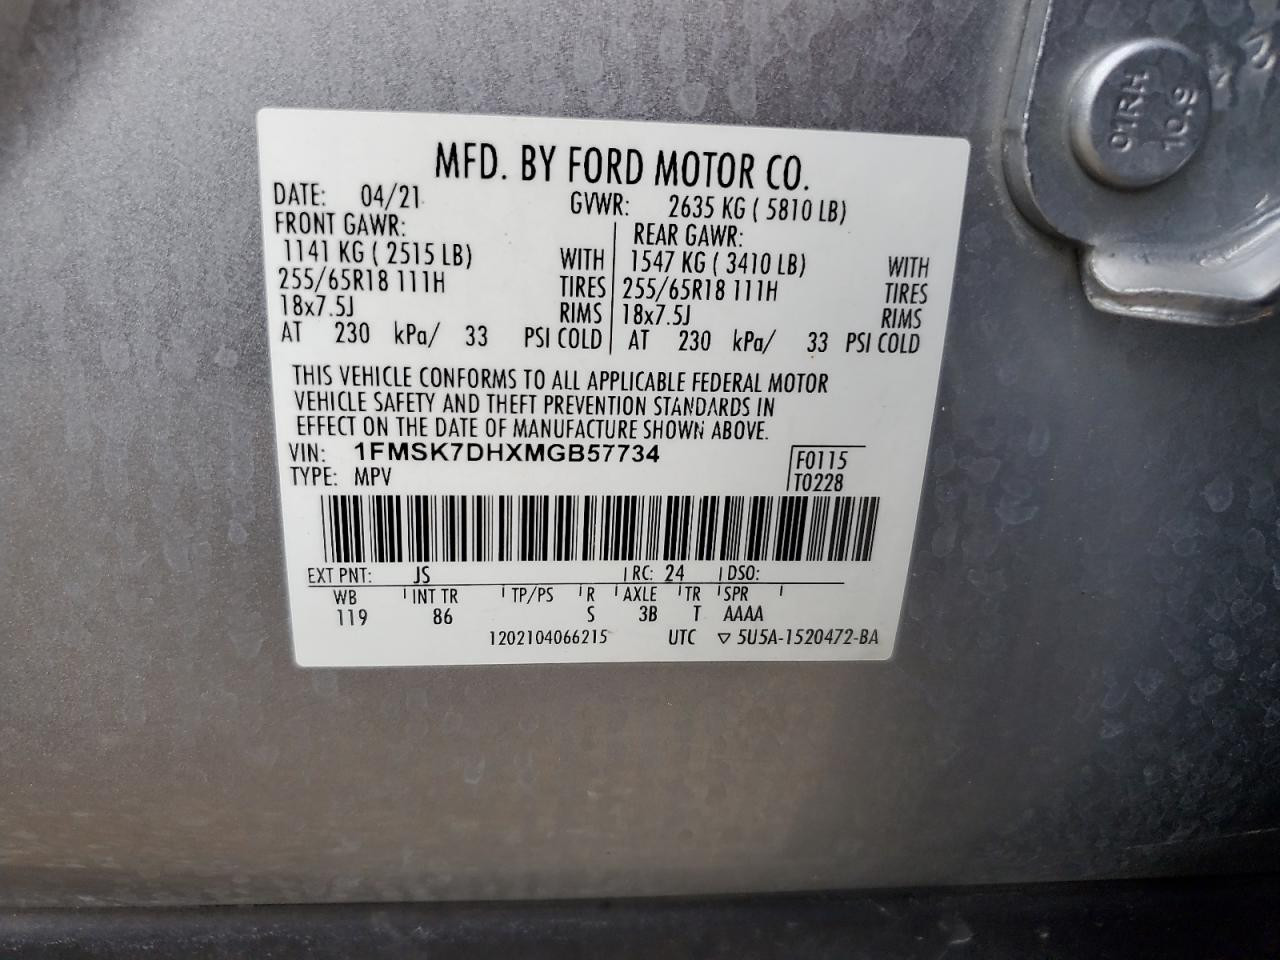 MFD. BY FORD MOTOR CO.
DATE: 04/21 GVWR: 2635 KG ( 5810 LB)
FRONT GAWR: REAR GAWR:
1141 KG ( 2515 LB) WITH 1547 KG ( 3410 LB) WITH
255/65R18 111H TIRES 255/65R18 111H TIRES
18x7.5J RIMS 18x7.5J RIMS
AT 230 kPa/ 33 PSI COLD AT 230 kPa/ 33 PSI COLD
THIS VEHICLE CONFORMS TO ALL APPLICABLE FEDERAL MOTOR
VEHICLE SAFETY AND THEFT PREVENTION STANDARDS IN
EFFECT ON THE DATE OF MANUFACTURE SHOWN ABOVE.
VIN: 1FMSK7DHXMGB57734 F0115
TYPE: MPV T0228
EXT PNT: JS RC: 24 DSO:
WB INT TR TP/PS R AXLE TR SPR
119 86 S 3B T AAAA
1202104066215 UTC ▽ 5U5A-1520472-BA
10.9